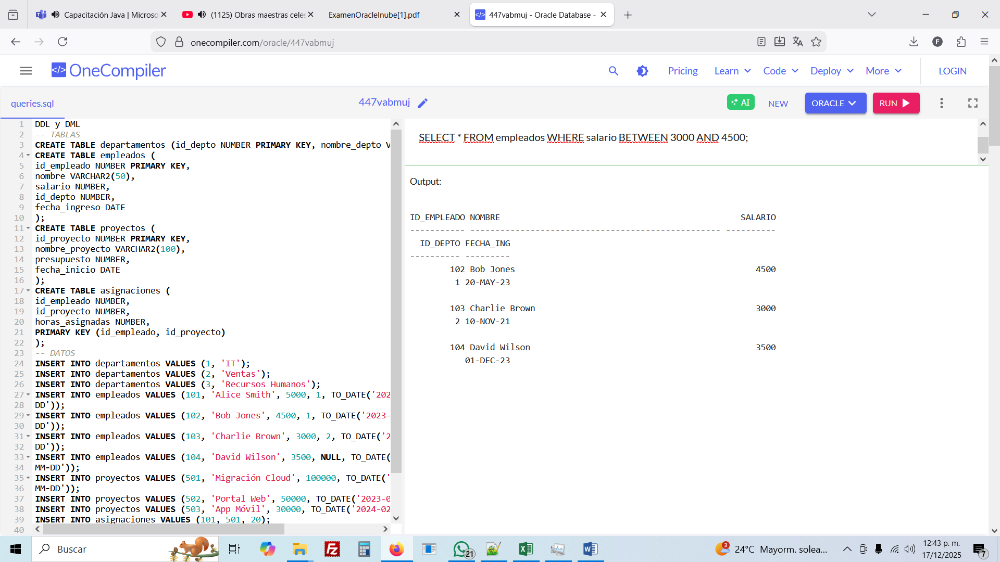 Capacitación Java | Microso
(1125) Obras maestras celes
ExamenOracleInube[1].pdf
447vabmuj - Oracle Database -
onecompiler.com/oracle/447vabmuj
F
</> OneCompiler
Pricing
Learn
Code
Deploy
More
LOGIN
queries.sql
447vabmuj
AI
NEW
ORACLE
RUN
1 DDL y DML
2 -- TABLAS
3 CREATE TABLE departamentos (id_depto NUMBER PRIMARY KEY, nombre_depto V
4 CREATE TABLE empleados (
5 id_empleado NUMBER PRIMARY KEY,
6 nombre VARCHAR2(50),
7 salario NUMBER,
8 id_depto NUMBER,
9 fecha_ingreso DATE
10 );
11 CREATE TABLE proyectos (
12 id_proyecto NUMBER PRIMARY KEY,
13 nombre_proyecto VARCHAR2(100),
14 presupuesto NUMBER,
15 fecha_inicio DATE
16 );
17 CREATE TABLE asignaciones (
18 id_empleado NUMBER,
19 id_proyecto NUMBER,
20 horas_asignadas NUMBER,
21 PRIMARY KEY (id_empleado, id_proyecto)
22 );
23 -- DATOS
24 INSERT INTO departamentos VALUES (1, 'IT');
25 INSERT INTO departamentos VALUES (2, 'Ventas');
26 INSERT INTO departamentos VALUES (3, 'Recursos Humanos');
27 INSERT INTO empleados VALUES (101, 'Alice Smith', 5000, 1, TO_DATE('202
28 DD'));
29 INSERT INTO empleados VALUES (102, 'Bob Jones', 4500, 1, TO_DATE('2023-
30 DD'));
31 INSERT INTO empleados VALUES (103, 'Charlie Brown', 3000, 2, TO_DATE('2
32 DD'));
33 INSERT INTO empleados VALUES (104, 'David Wilson', 3500, NULL, TO_DATE(
34 MM-DD'));
35 INSERT INTO proyectos VALUES (501, 'Migración Cloud', 100000, TO_DATE('
36 MM-DD'));
37 INSERT INTO proyectos VALUES (502, 'Portal Web', 50000, TO_DATE('2023-0
38 INSERT INTO proyectos VALUES (503, 'App Móvil', 30000, TO_DATE('2024-02
39 INSERT INTO asignaciones VALUES (101, 501, 20);
40
SELECT * FROM empleados WHERE salario BETWEEN 3000 AND 4500;
Output:
ID_EMPLEADO NOMBRE SALARIO
----------- -------------------------------------------------- ----------
ID_DEPTO FECHA_ING
---------- ---------
102 Bob Jones 4500
1 20-MAY-23
103 Charlie Brown 3000
2 10-NOV-21
104 David Wilson 3500
01-DEC-23
Buscar
21
3
24°C Mayorm. solea...
12:43 p. m.
17/12/2025
7